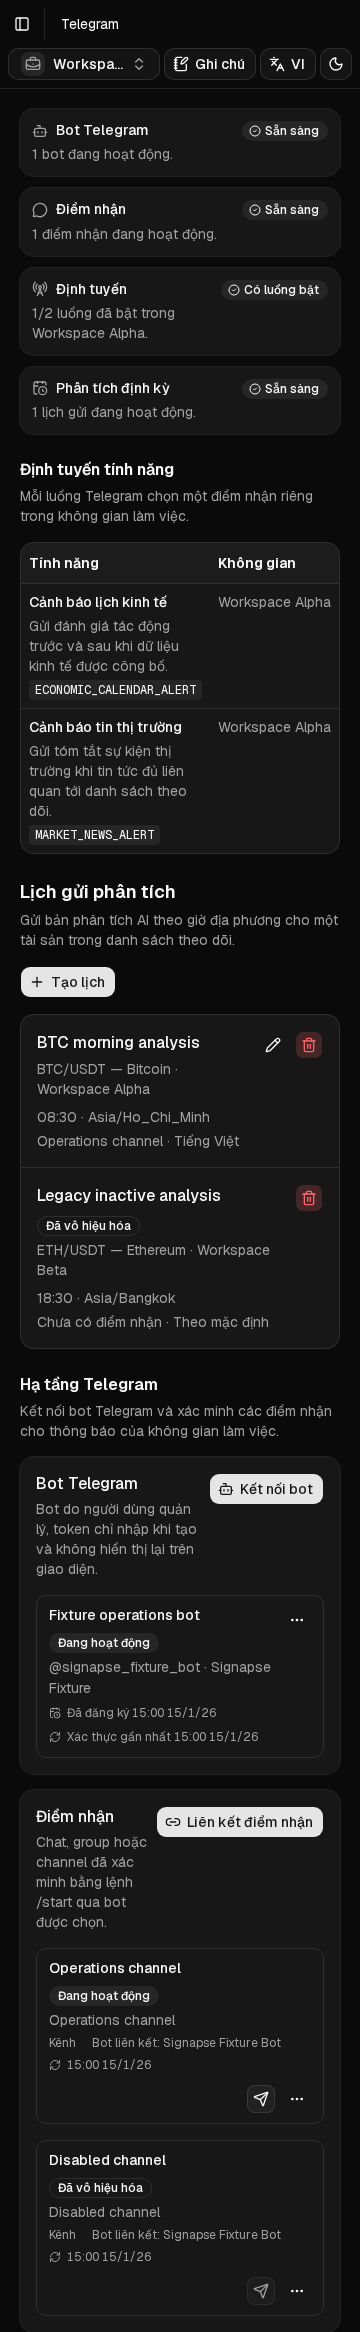 Telegram
Workspa...
Ghi chú
VI
Bot Telegram
Sẵn sàng
1 bot đang hoạt động.
Điểm nhận
Sẵn sàng
1 điểm nhận đang hoạt động.
Định tuyến
Có luồng bật
1/2 luồng đã bật trong
Workspace Alpha.
Phân tích định kỳ
Sẵn sàng
1 lịch gửi đang hoạt động.
Định tuyến tính năng
Mỗi luồng Telegram chọn một điểm nhận riêng
trong không gian làm việc.
Tính năng
Không gian
Cảnh báo lịch kinh tế
Workspace Alpha
Gửi đánh giá tác động
trước và sau khi dữ liệu
kinh tế được công bố.
ECONOMIC_CALENDAR_ALERT
Cảnh báo tin thị trường
Workspace Alpha
Gửi tóm tắt sự kiện thị
trường khi tin tức đủ liên
quan tới danh sách theo
dõi.
MARKET_NEWS_ALERT
Lịch gửi phân tích
Gửi bản phân tích AI theo giờ địa phương cho một
tài sản trong danh sách theo dõi.
Tạo lịch
BTC morning analysis
BTC/USDT — Bitcoin ·
Workspace Alpha
08:30 · Asia/Ho_Chi_Minh
Operations channel · Tiếng Việt
Legacy inactive analysis
Đã vô hiệu hóa
ETH/USDT — Ethereum · Workspace
Beta
18:30 · Asia/Bangkok
Chưa có điểm nhận · Theo mặc định
Hạ tầng Telegram
Kết nối bot Telegram và xác minh các điểm nhận
cho thông báo của không gian làm việc.
Bot Telegram
Kết nối bot
Bot do người dùng quản
lý, token chỉ nhập khi tạo
và không hiển thị lại trên
giao diện.
Fixture operations bot
Đang hoạt động
@signapse_fixture_bot · Signapse
Fixture
Đã đăng ký 15:00 15/1/26
Xác thực gần nhất 15:00 15/1/26
Điểm nhận
Liên kết điểm nhận
Chat, group hoặc
channel đã xác
minh bằng lệnh
/start qua bot
được chọn.
Operations channel
Đang hoạt động
Operations channel
Kênh Bot liên kết: Signapse Fixture Bot
15:00 15/1/26
Disabled channel
Đã vô hiệu hóa
Disabled channel
Kênh Bot liên kết: Signapse Fixture Bot
15:00 15/1/26